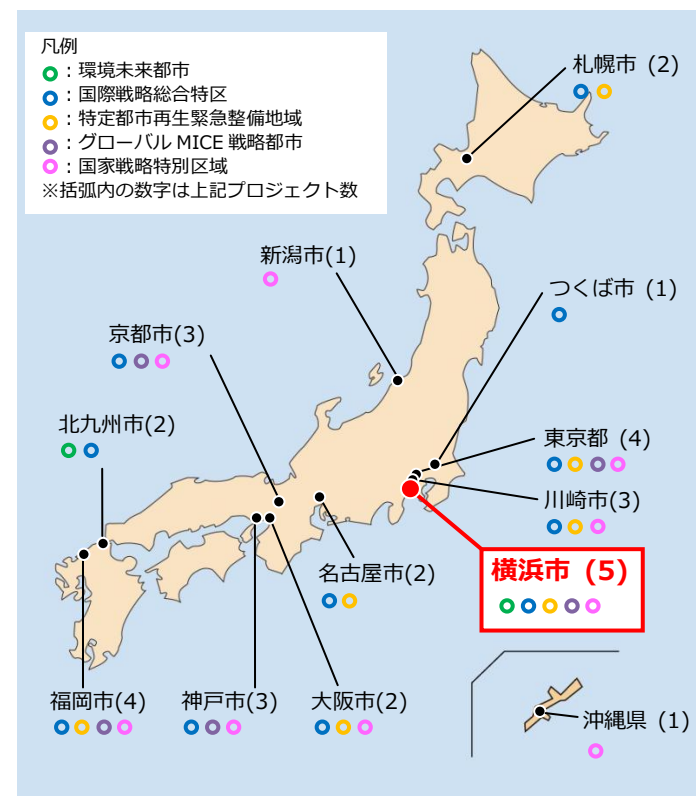 凡例
：環境未来都市
：国際戦略総合特区
：特定都市再生緊急整備地域
：グローバル MICE 戦略都市
：国家戦略特別区域
※括弧内の数字は上記プロジェクト数
札幌市 (2)
新潟市(1)
つくば市 (1)
京都市(3)
北九州市(2)
東京都 (4)
川崎市(3)
横浜市 (5)
名古屋市(2)
福岡市(4)
神戸市(3)
大阪市(2)
沖縄県 (1)